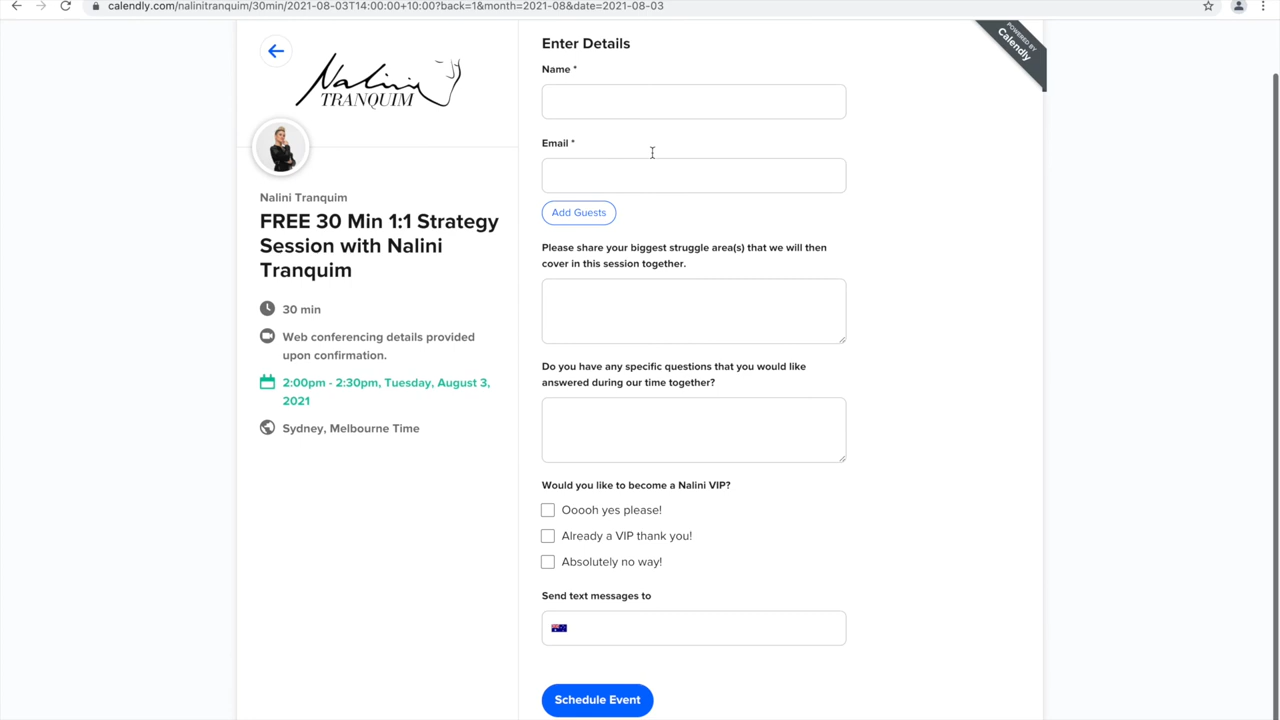 calendly.com/nalinitranquim/30min/2021-08-03T14:00:00+10:00?back=1&month=2021-08&date=2021-08-03
POWERED BY
Calendly
Nalini
TRANQUIM
Nalini Tranquim
FREE 30 Min 1:1 Strategy
Session with Nalini
Tranquim
30 min
Web conferencing details provided
upon confirmation.
2:00pm - 2:30pm, Tuesday, August 3,
2021
Sydney, Melbourne Time
Enter Details
Name *
Email *
Add Guests
Please share your biggest struggle area(s) that we will then
cover in this session together.
Do you have any specific questions that you would like
answered during our time together?
Would you like to become a Nalini VIP?
Ooooh yes please!
Already a VIP thank you!
Absolutely no way!
Send text messages to
Schedule Event